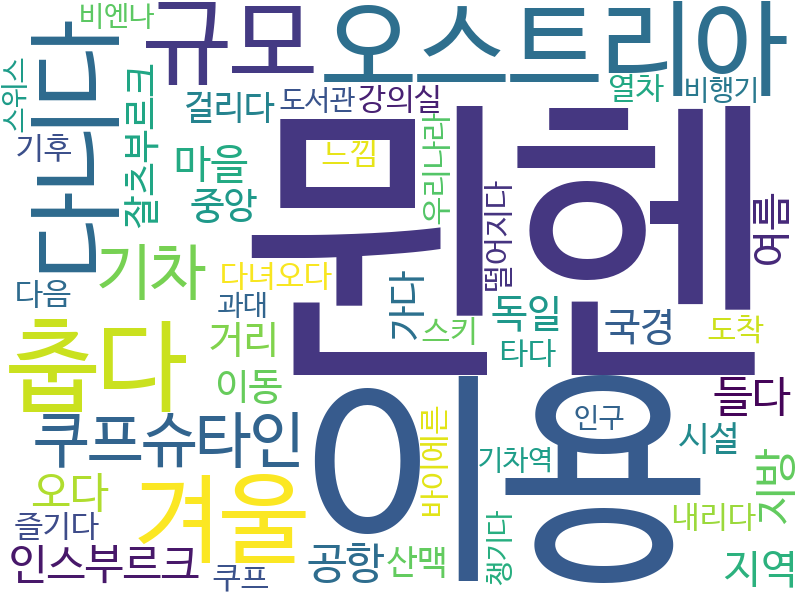 비엔나
규모
오스트리아
스위스
다니다
잘츠부르크
걸리다
도서관
강의실
열차
비행기
기후
마을
느낌
우리나라
뮌헨
중앙
떨어지다
여름
기차
다녀오다
다음
과대
가다
독일
국경
춥다
거리
스키
타다
도착
이동
이용
들다
쿠프슈타인
바이에른
인구
시설
기차역
지방
오다
겨울
내리다
즐기다
챙기다
인스부르크
쿠프
공항
산맥
지역